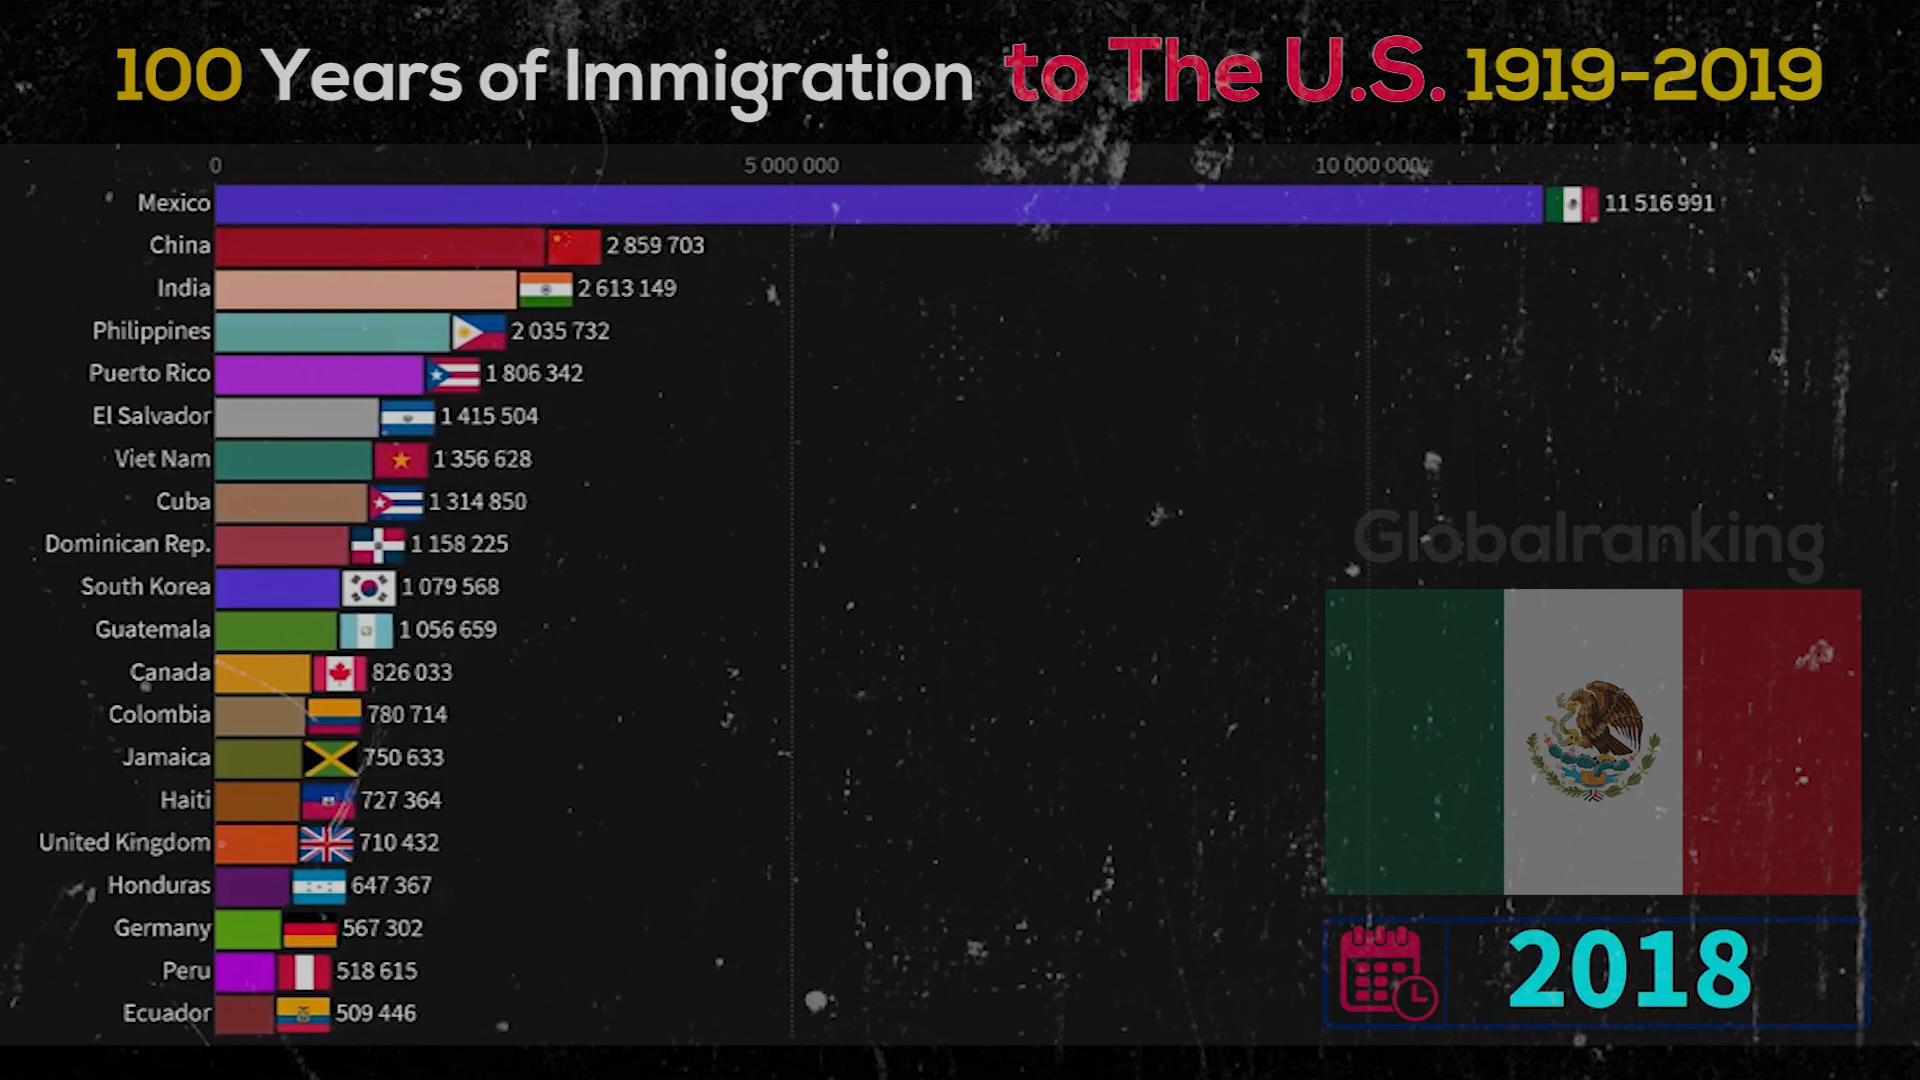 100 Years of Immigration to The U.S. 1919-2019
0 5 000 000 10 000 000
Mexico 11 516 991
China 2 859 703
India 2 613 149
Philippines 2 035 732
Puerto Rico 1 806 342
El Salvador 1 415 504
Viet Nam 1 356 628
Cuba 1 314 850
Dominican Rep. 1 158 225
South Korea 1 079 568
Guatemala 1 056 659
Canada 826 033
Colombia 780 714
Jamaica 750 633
Haiti 727 364
United Kingdom 710 432
Honduras 647 367
Germany 567 302
Peru 518 615
Ecuador 509 446
Globalranking
2018